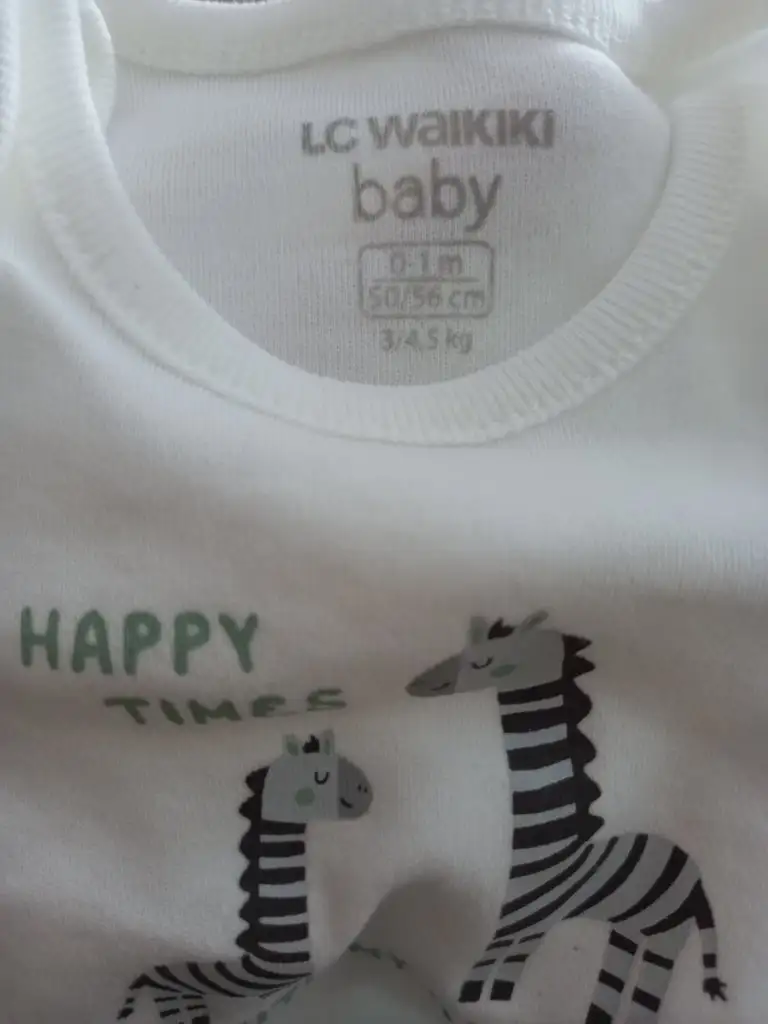 LC WAIKIKI
baby
0-1 m
50/56 cm
3/4,5 kg
HAPPY
TIMES